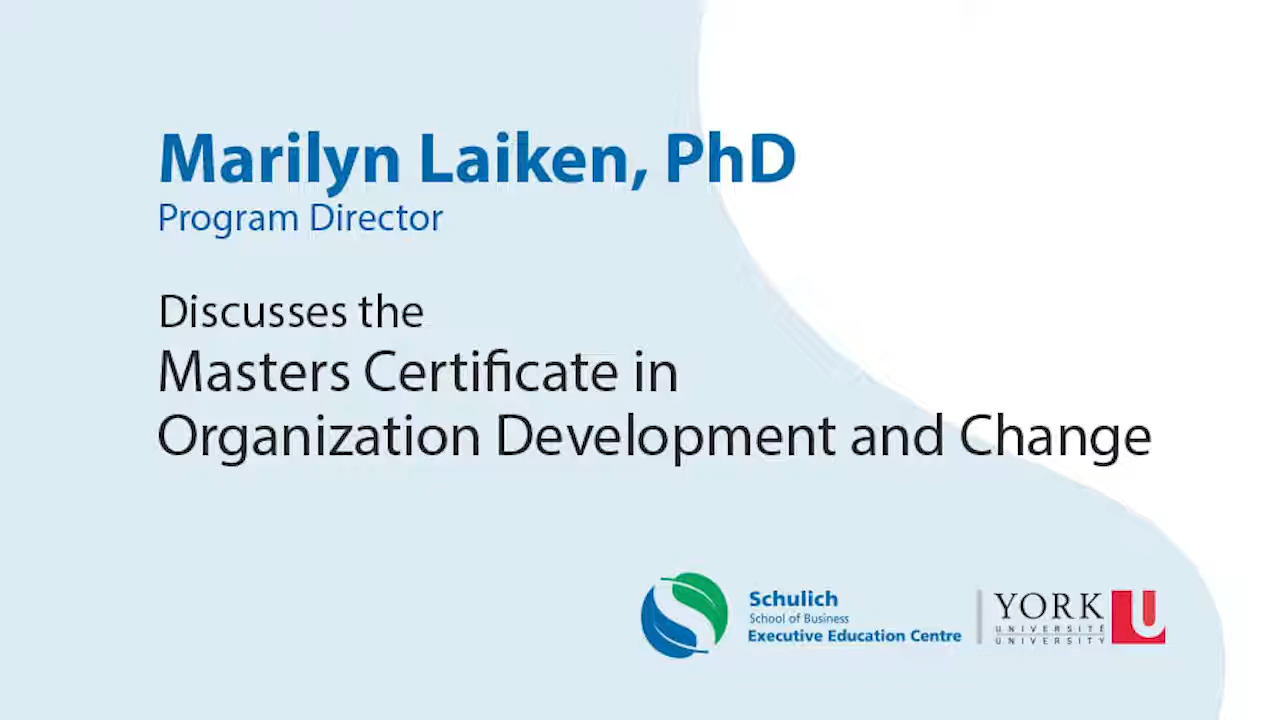 Marilyn Laiken, PhD
Program Director
Discusses the
Masters Certificate in
Organization Development and Change
Schulich
School of Business
Executive Education Centre
YORK U
UNIVERSITÉ
UNIVERSITY